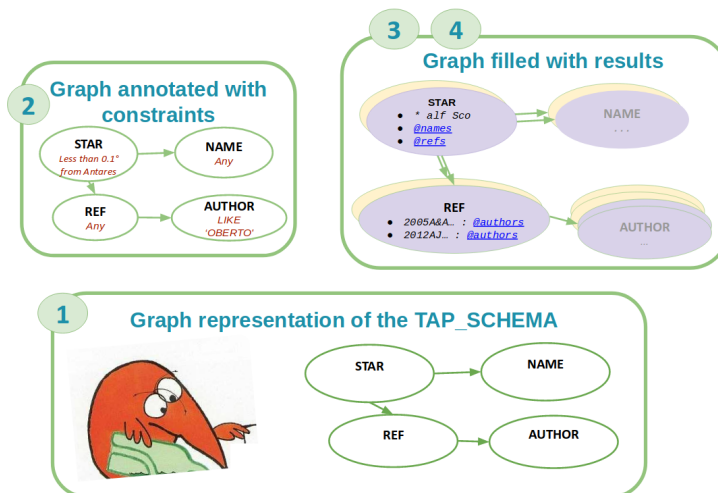 3 4
Graph filled with results
STAR
● * alf Sco
● @names
● @refs
NAME
. . .
REF
● 2005A&A… : @authors
● 2012AJ… : @authors
AUTHOR
...
2
Graph annotated with
constraints
STAR
Less than 0.1°
from Antares
NAME
Any
REF
Any
AUTHOR
LIKE
'OBERTO'
1
Graph representation of the TAP_SCHEMA
STAR
NAME
REF
AUTHOR